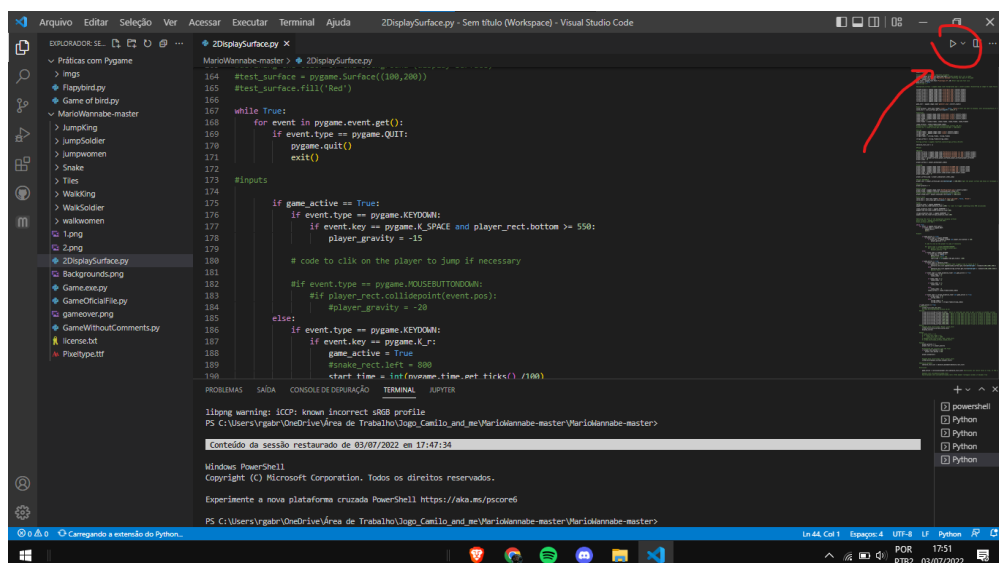 Arquivo Editar Seleção Ver Acessar Executar Terminal Ajuda 2DisplaySurface.py - Sem título (Workspace) - Visual Studio Code
EXPLORADOR: SE...
Práticas com Pygame
imgs
Flapybird.py
Game of bird.py
MarioWannabe-master
JumpKing
jumpSoldier
jumpwomen
Snake
Tiles
WalkKing
WalkSoldier
walkwomen
1.png
2.png
2DisplaySurface.py
Backgrounds.png
Game.exe.py
GameOficialFile.py
gameover.png
GameWithoutComments.py
license.txt
Pixeltype.ttf
2DisplaySurface.py
MarioWannabe-master > 2DisplaySurface.py
164 #test_surface = pygame.Surface((100,200))
165 #test_surface.fill('Red')
166
167 while True:
168 for event in pygame.event.get():
169 if event.type == pygame.QUIT:
170 pygame.quit()
171 exit()
172
173 #inputs
174
175 if game_active == True:
176 if event.type == pygame.KEYDOWN:
177 if event.key == pygame.K_SPACE and player_rect.bottom >= 550:
178 player_gravity = -15
179
180 # code to clik on the player to jump if necessary
181
182 #if event.type == pygame.MOUSEBUTTONDOWN:
183 #if player_rect.collidepoint(event.pos):
184 #player_gravity = -20
185 else:
186 if event.type == pygame.KEYDOWN:
187 if event.key == pygame.K_r:
188 game_active = True
189 #snake_rect.left = 800
190 start_time = int(pygame.time.get_ticks() /100)
PROBLEMAS SAÍDA CONSOLE DE DEPURAÇÃO TERMINAL JUPYTER
libpng warning: iCCP: known incorrect sRGB profile
PS C:\Users\rgabr\OneDrive\Área de Trabalho\Jogo_Camilo_and_me\MarioWannabe-master\MarioWannabe-master>
Conteúdo da sessão restaurado de 03/07/2022 em 17:47:34
Windows PowerShell
Copyright (C) Microsoft Corporation. Todos os direitos reservados.
Experimente a nova plataforma cruzada PowerShell https://aka.ms/pscore6
PS C:\Users\rgabr\OneDrive\Área de Trabalho\Jogo_Camilo_and_me\MarioWannabe-master\MarioWannabe-master>
powershell
Python
Python
Python
Python
0 0 Carregando a extensão do Python...
Ln 44, Col 1 Espaços: 4 UTF-8 LF Python
POR 17:51
PTB2 03/07/2022